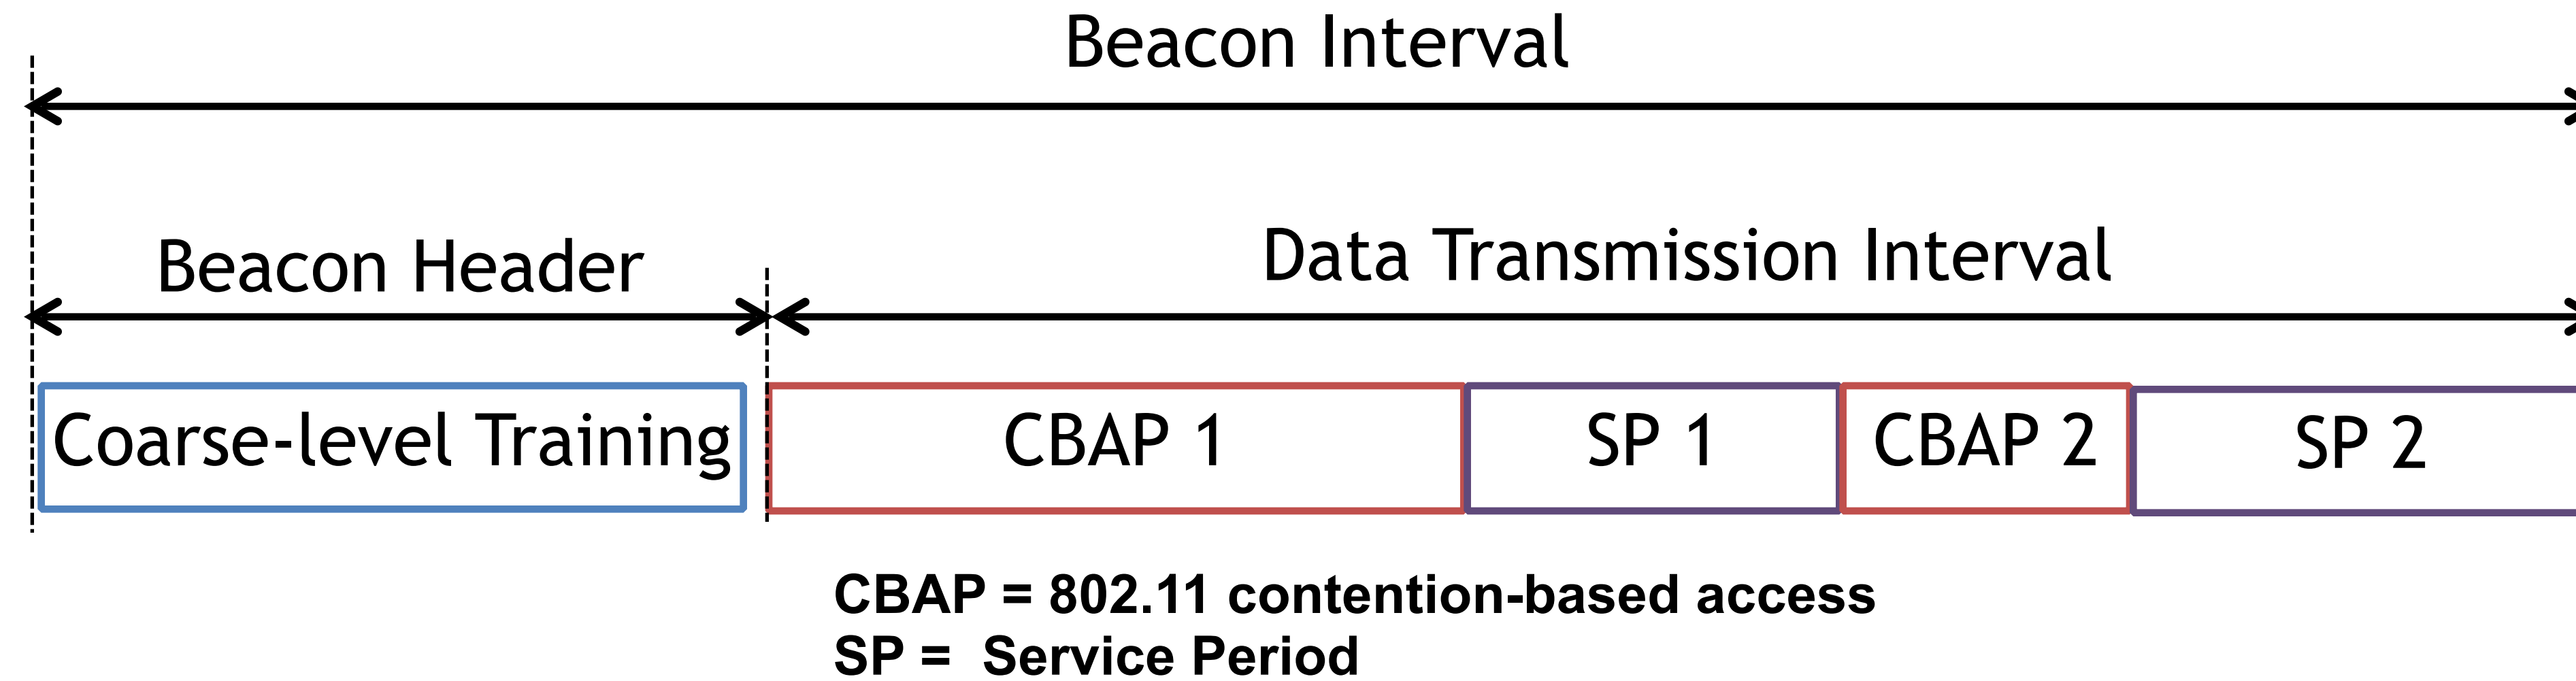 Beacon Interval
Beacon Header
Data Transmission Interval
Coarse-level Training
CBAP 1
SP 1
CBAP 2
SP 2
CBAP = 802.11 contention-based access
SP = Service Period